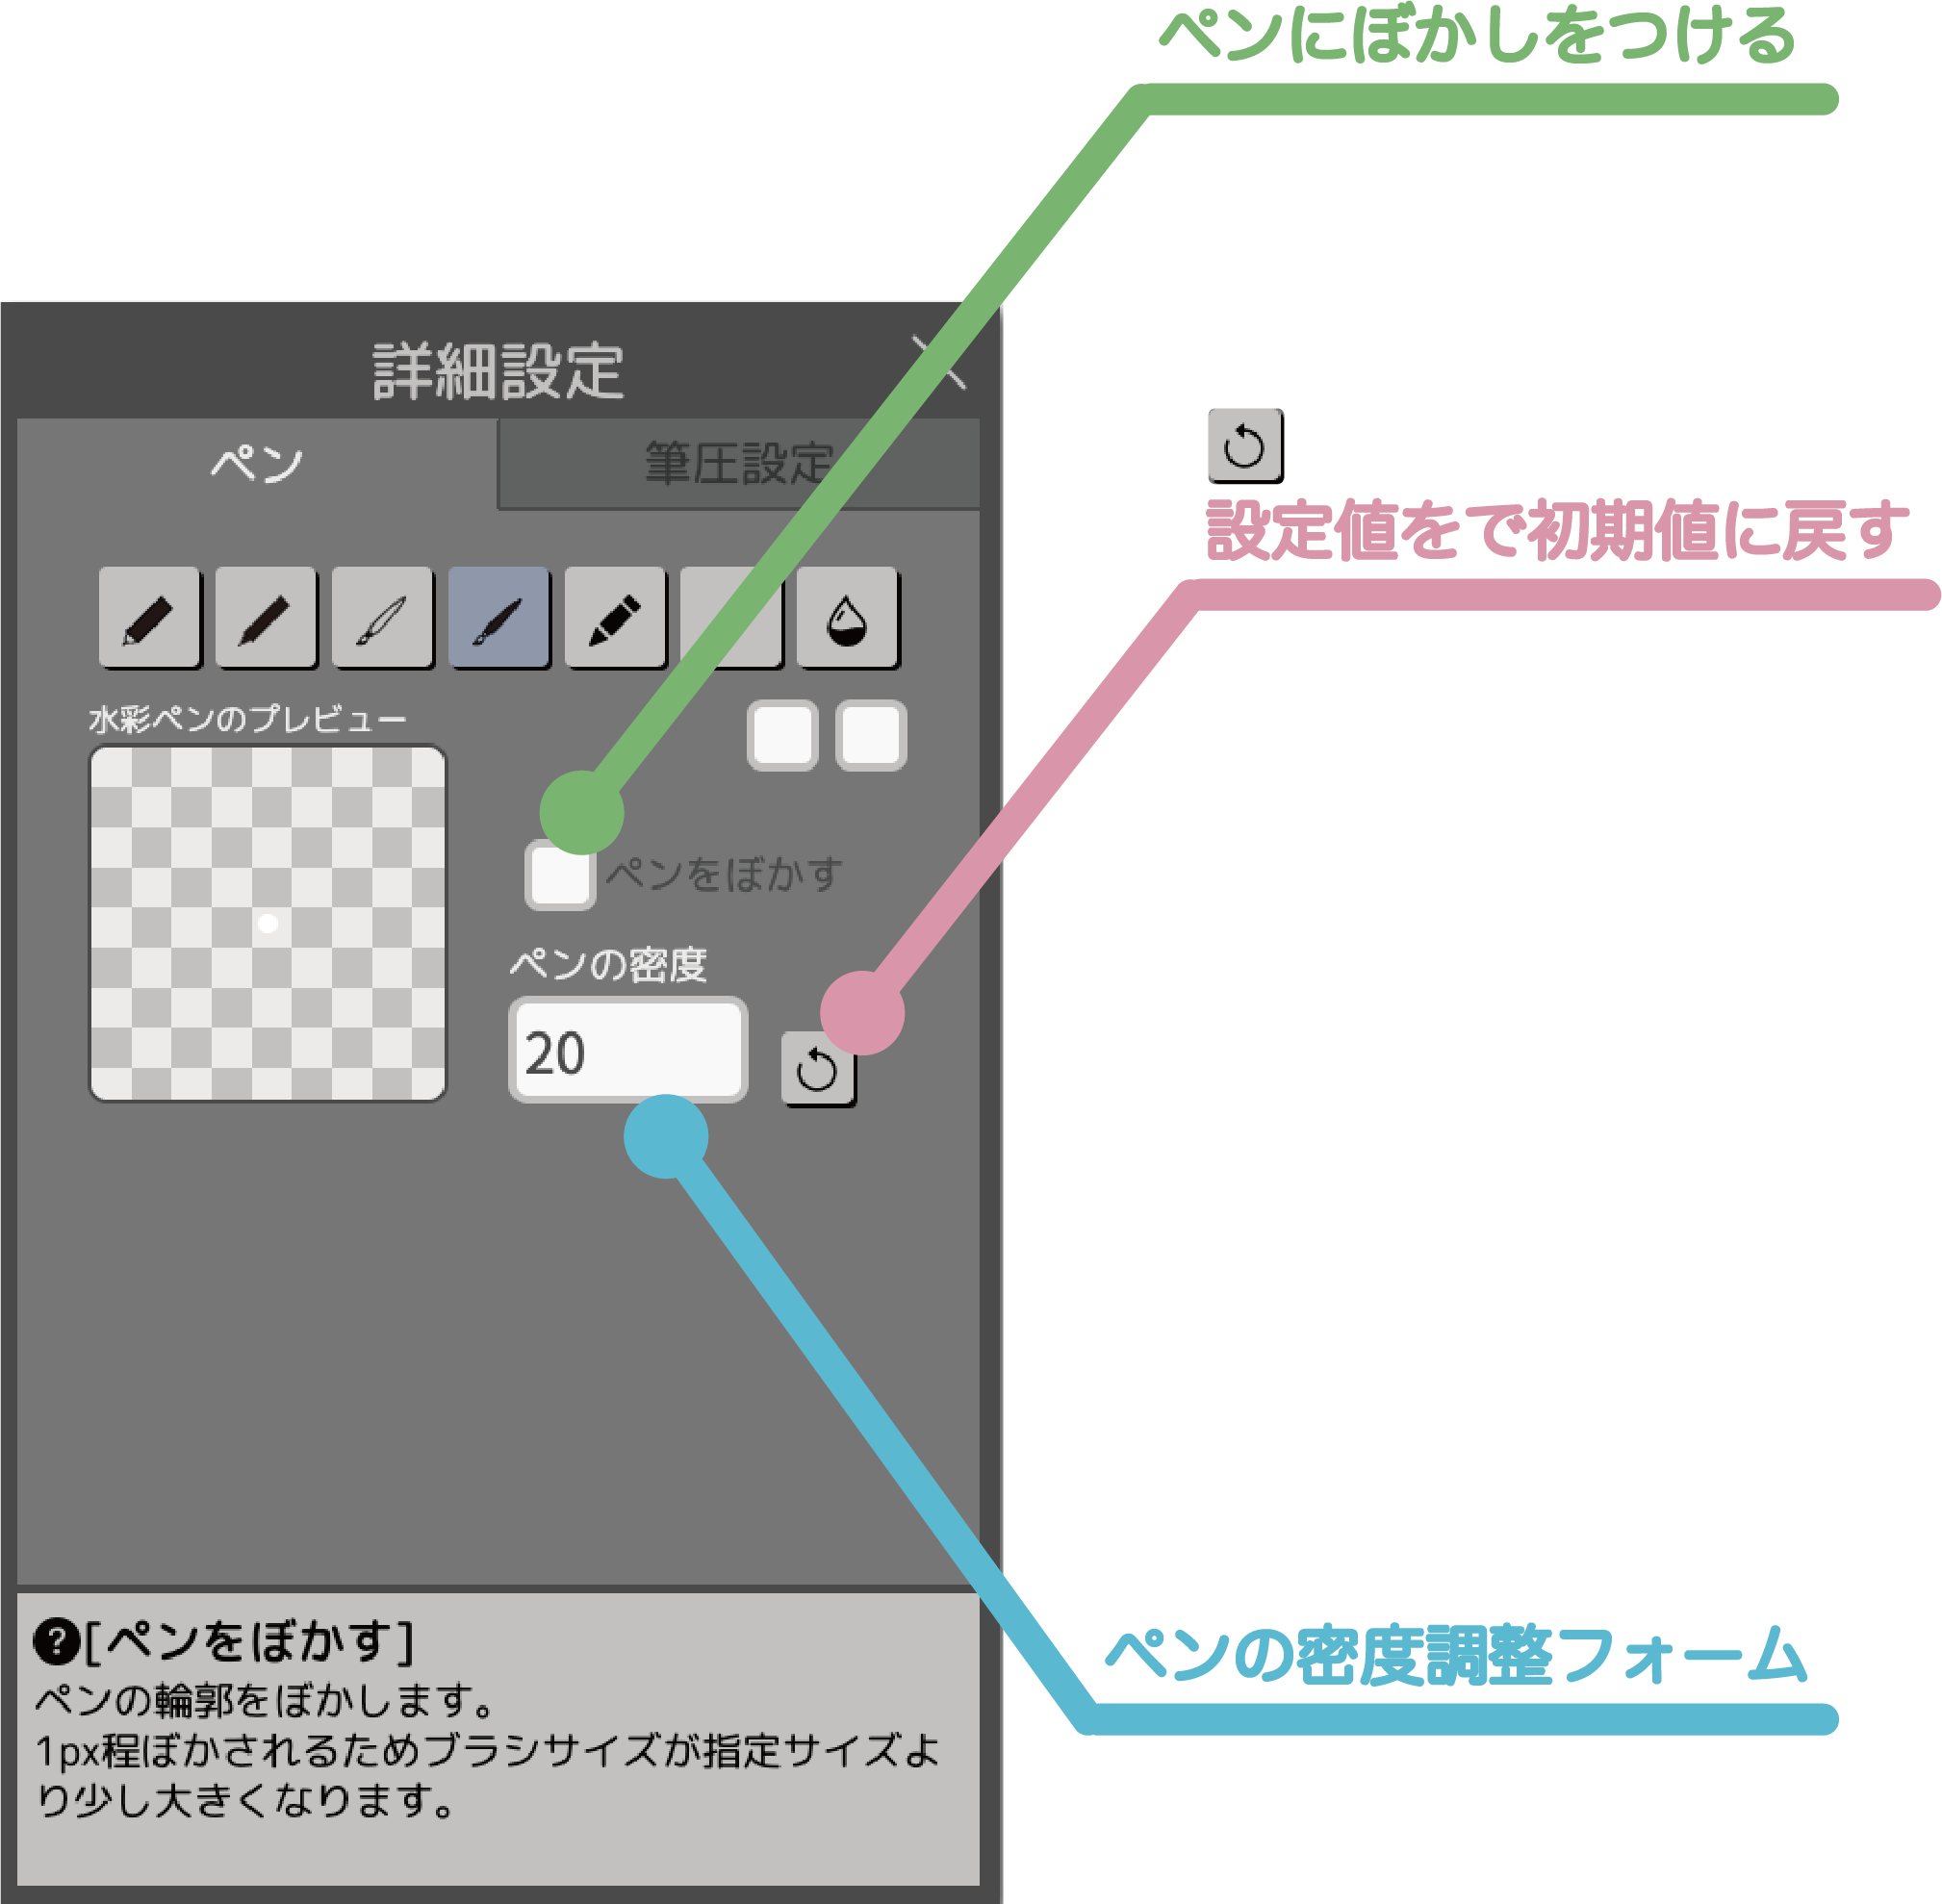 ペンにぼかしをつける
詳細設定
ペン
筆圧設定
設定値をで初期値に戻す
水彩ペンのプレビュー
ペンをぼかす
ペンの密度
20
?[ペンをぼかす]
ペンの輪郭をぼかします。
1px程ぼかされるためブラシサイズが指定サイズよ
り少し大きくなります。
ペンの密度調整フォーム